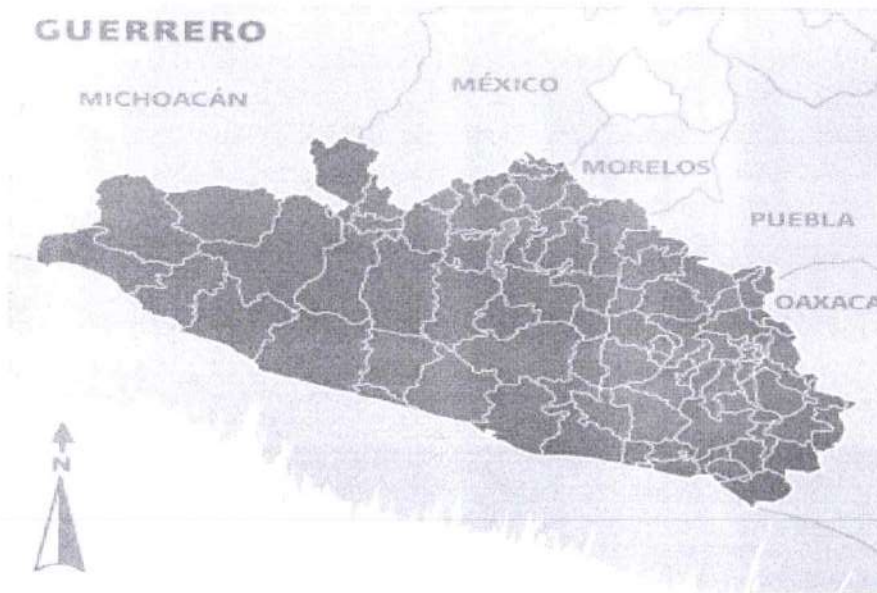 GUERRERO
MÉXICO
MICHOACÁN
MORELOS
PUEBLA
OAXACA
N